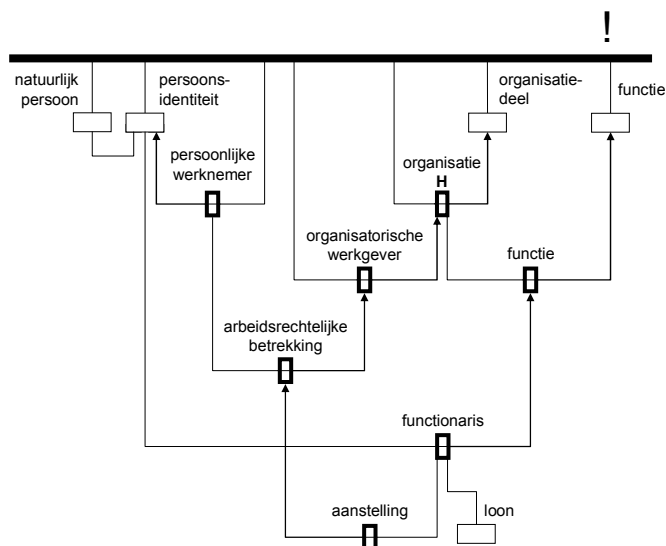 !
natuurlijk
persoon
persoons-
identiteit
organisatie-
deel
functie
persoonlijke
werknemer
organisatie
H
organisatorische
werkgever
functie
arbeidsrechtelijke
betrekking
functionaris
aanstelling
loon